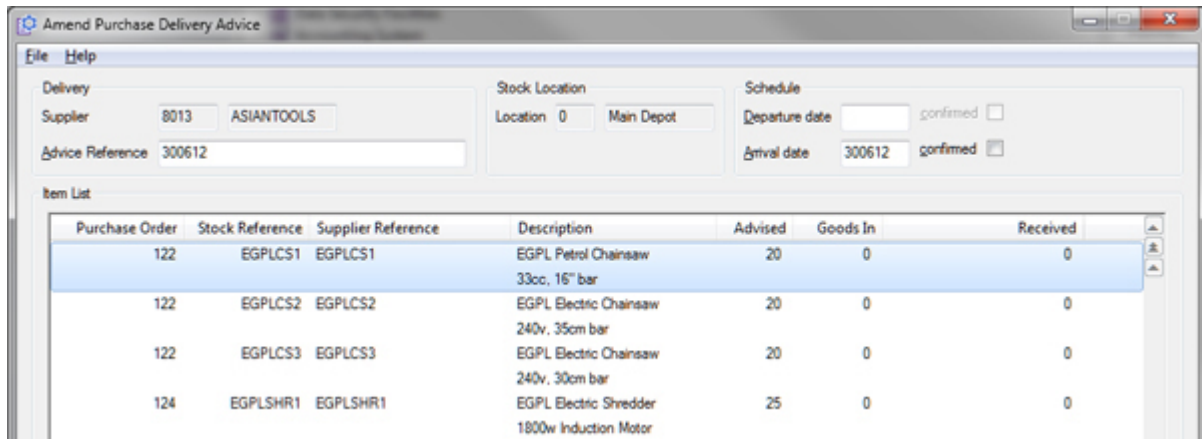 Amend Purchase Delivery Advice
File Help
Delivery
Stock Location
Schedule
Supplier 8013 ASIANTOOLS
Location 0 Main Depot
Departure date confirmed
Advice Reference 300612
Arrival date 300612 confirmed
Item List
Purchase Order Stock Reference Supplier Reference Description Advised Goods In Received
122 EGPLCS1 EGPLCS1 EGPL Petrol Chainsaw 20 0 0
33cc, 16" bar
122 EGPLCS2 EGPLCS2 EGPL Electric Chainsaw 20 0 0
240v, 35cm bar
122 EGPLCS3 EGPLCS3 EGPL Electric Chainsaw 20 0 0
240v, 30cm bar
124 EGPLSHR1 EGPLSHR1 EGPL Electric Shredder 25 0 0
1800w Induction Motor